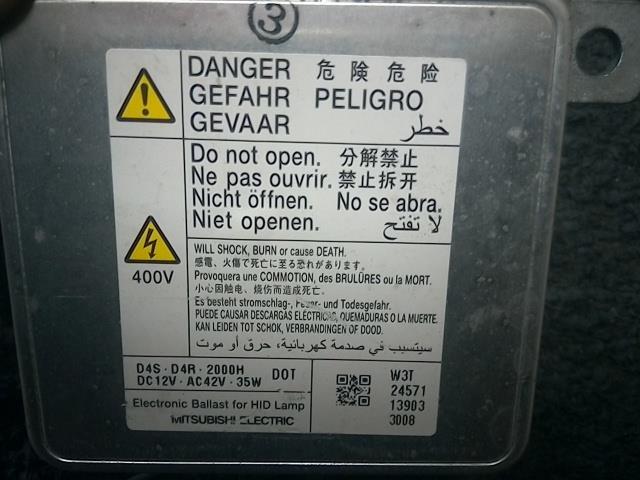 3
DANGER 危険 危险
GEFAHR PELIGRO
GEVAAR خطر
Do not open. 分解禁止
Ne pas ouvrir. 禁止拆开
Nicht öffnen. No se abra.
Niet openen. لا تفتح
400V
WILL SHOCK, BURN or cause DEATH.
感電、火傷で死亡に至る恐れがあります。
Provoquera une COMMOTION, des BRULÛRES ou la MORT.
小心因触电、烧伤而造成死亡。
Es besteht stromschlag-, Feuer- und Todesgefahr.
PUEDE CAUSAR DESCARGAS ELÉCTRICAS, QUEMADURAS O LA MUERTE.
KAN LEIDEN TOT SCHOK, VERBRANDINGEN OF DOOD.
سيتسبب في صدمة كهربائية، حرق أو موت
D4S・D4R・2000H DOT
DC12V・AC42V・35W
Electronic Ballast for HID Lamp
MITSUBISHI ELECTRIC
W3T
24571
13903
3008